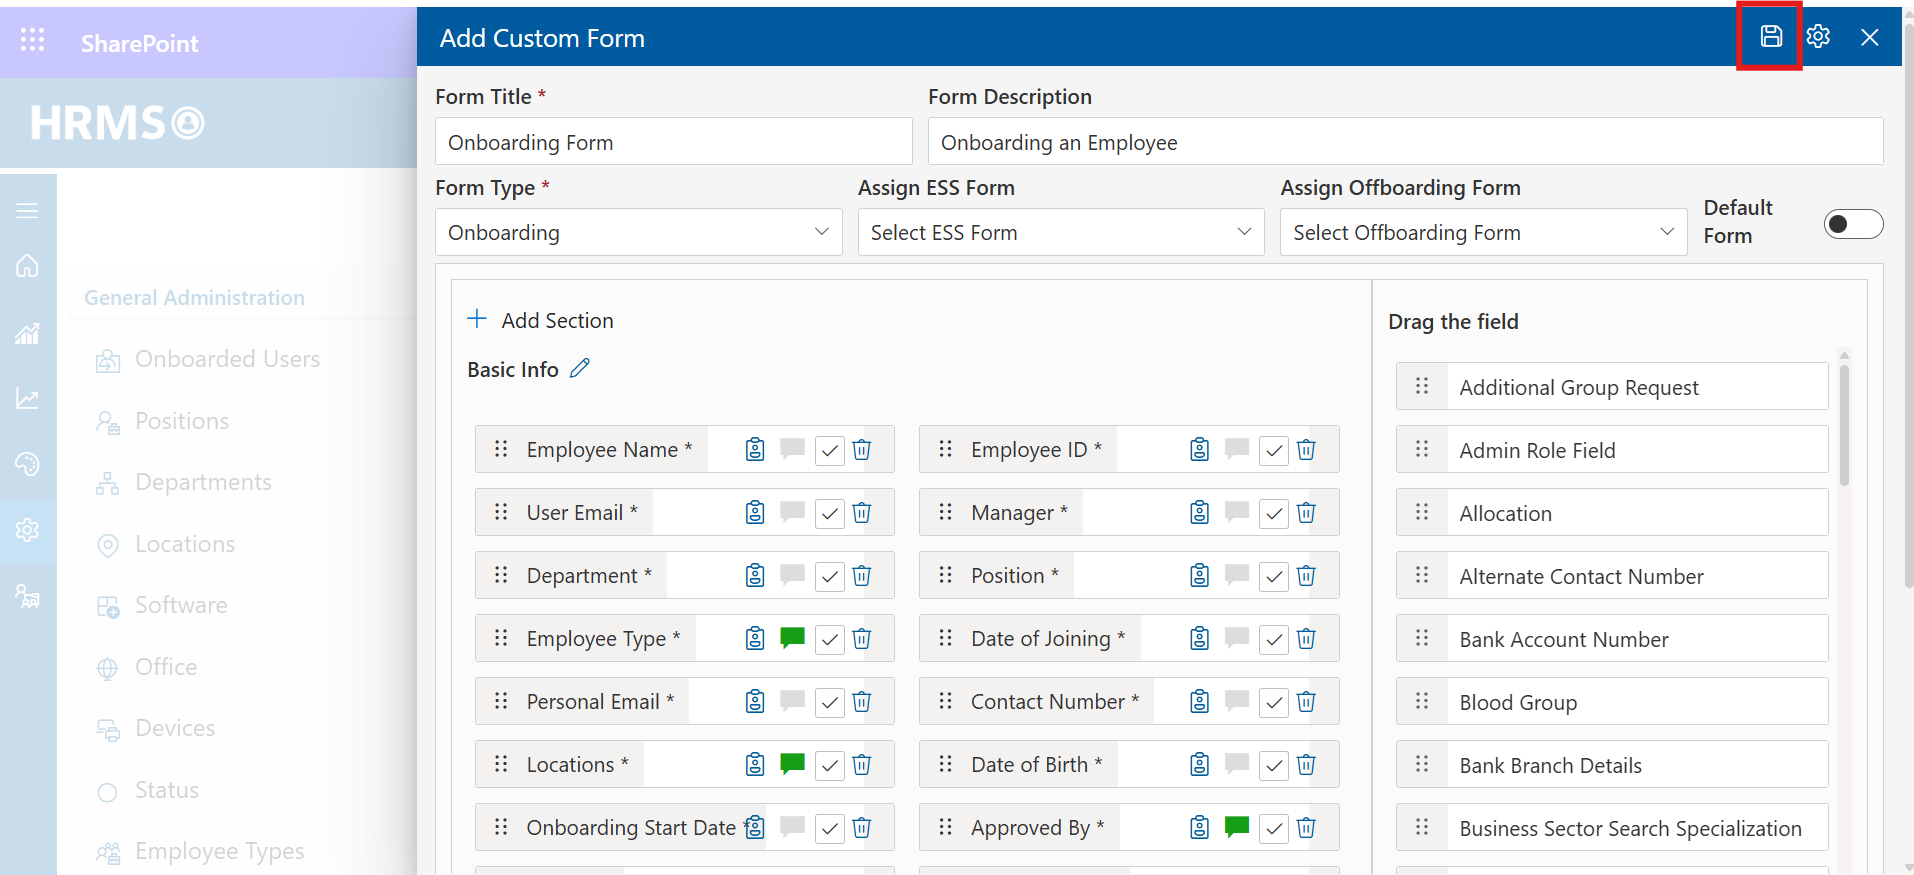 SharePoint
Add Custom Form
HRMS
Form Title *
Form Description
Onboarding Form
Onboarding an Employee
Form Type *
Assign ESS Form
Assign Offboarding Form
Default Form
Onboarding
Select ESS Form
Select Offboarding Form
General Administration
Onboarded Users
Positions
Departments
Locations
Software
Office
Devices
Status
Employee Types
Add Section
Basic Info
Employee Name *
Employee ID *
User Email *
Manager *
Department *
Position *
Employee Type *
Date of Joining *
Personal Email *
Contact Number *
Locations *
Date of Birth *
Onboarding Start Date *
Approved By *
Drag the field
Additional Group Request
Admin Role Field
Allocation
Alternate Contact Number
Bank Account Number
Blood Group
Bank Branch Details
Business Sector Search Specialization